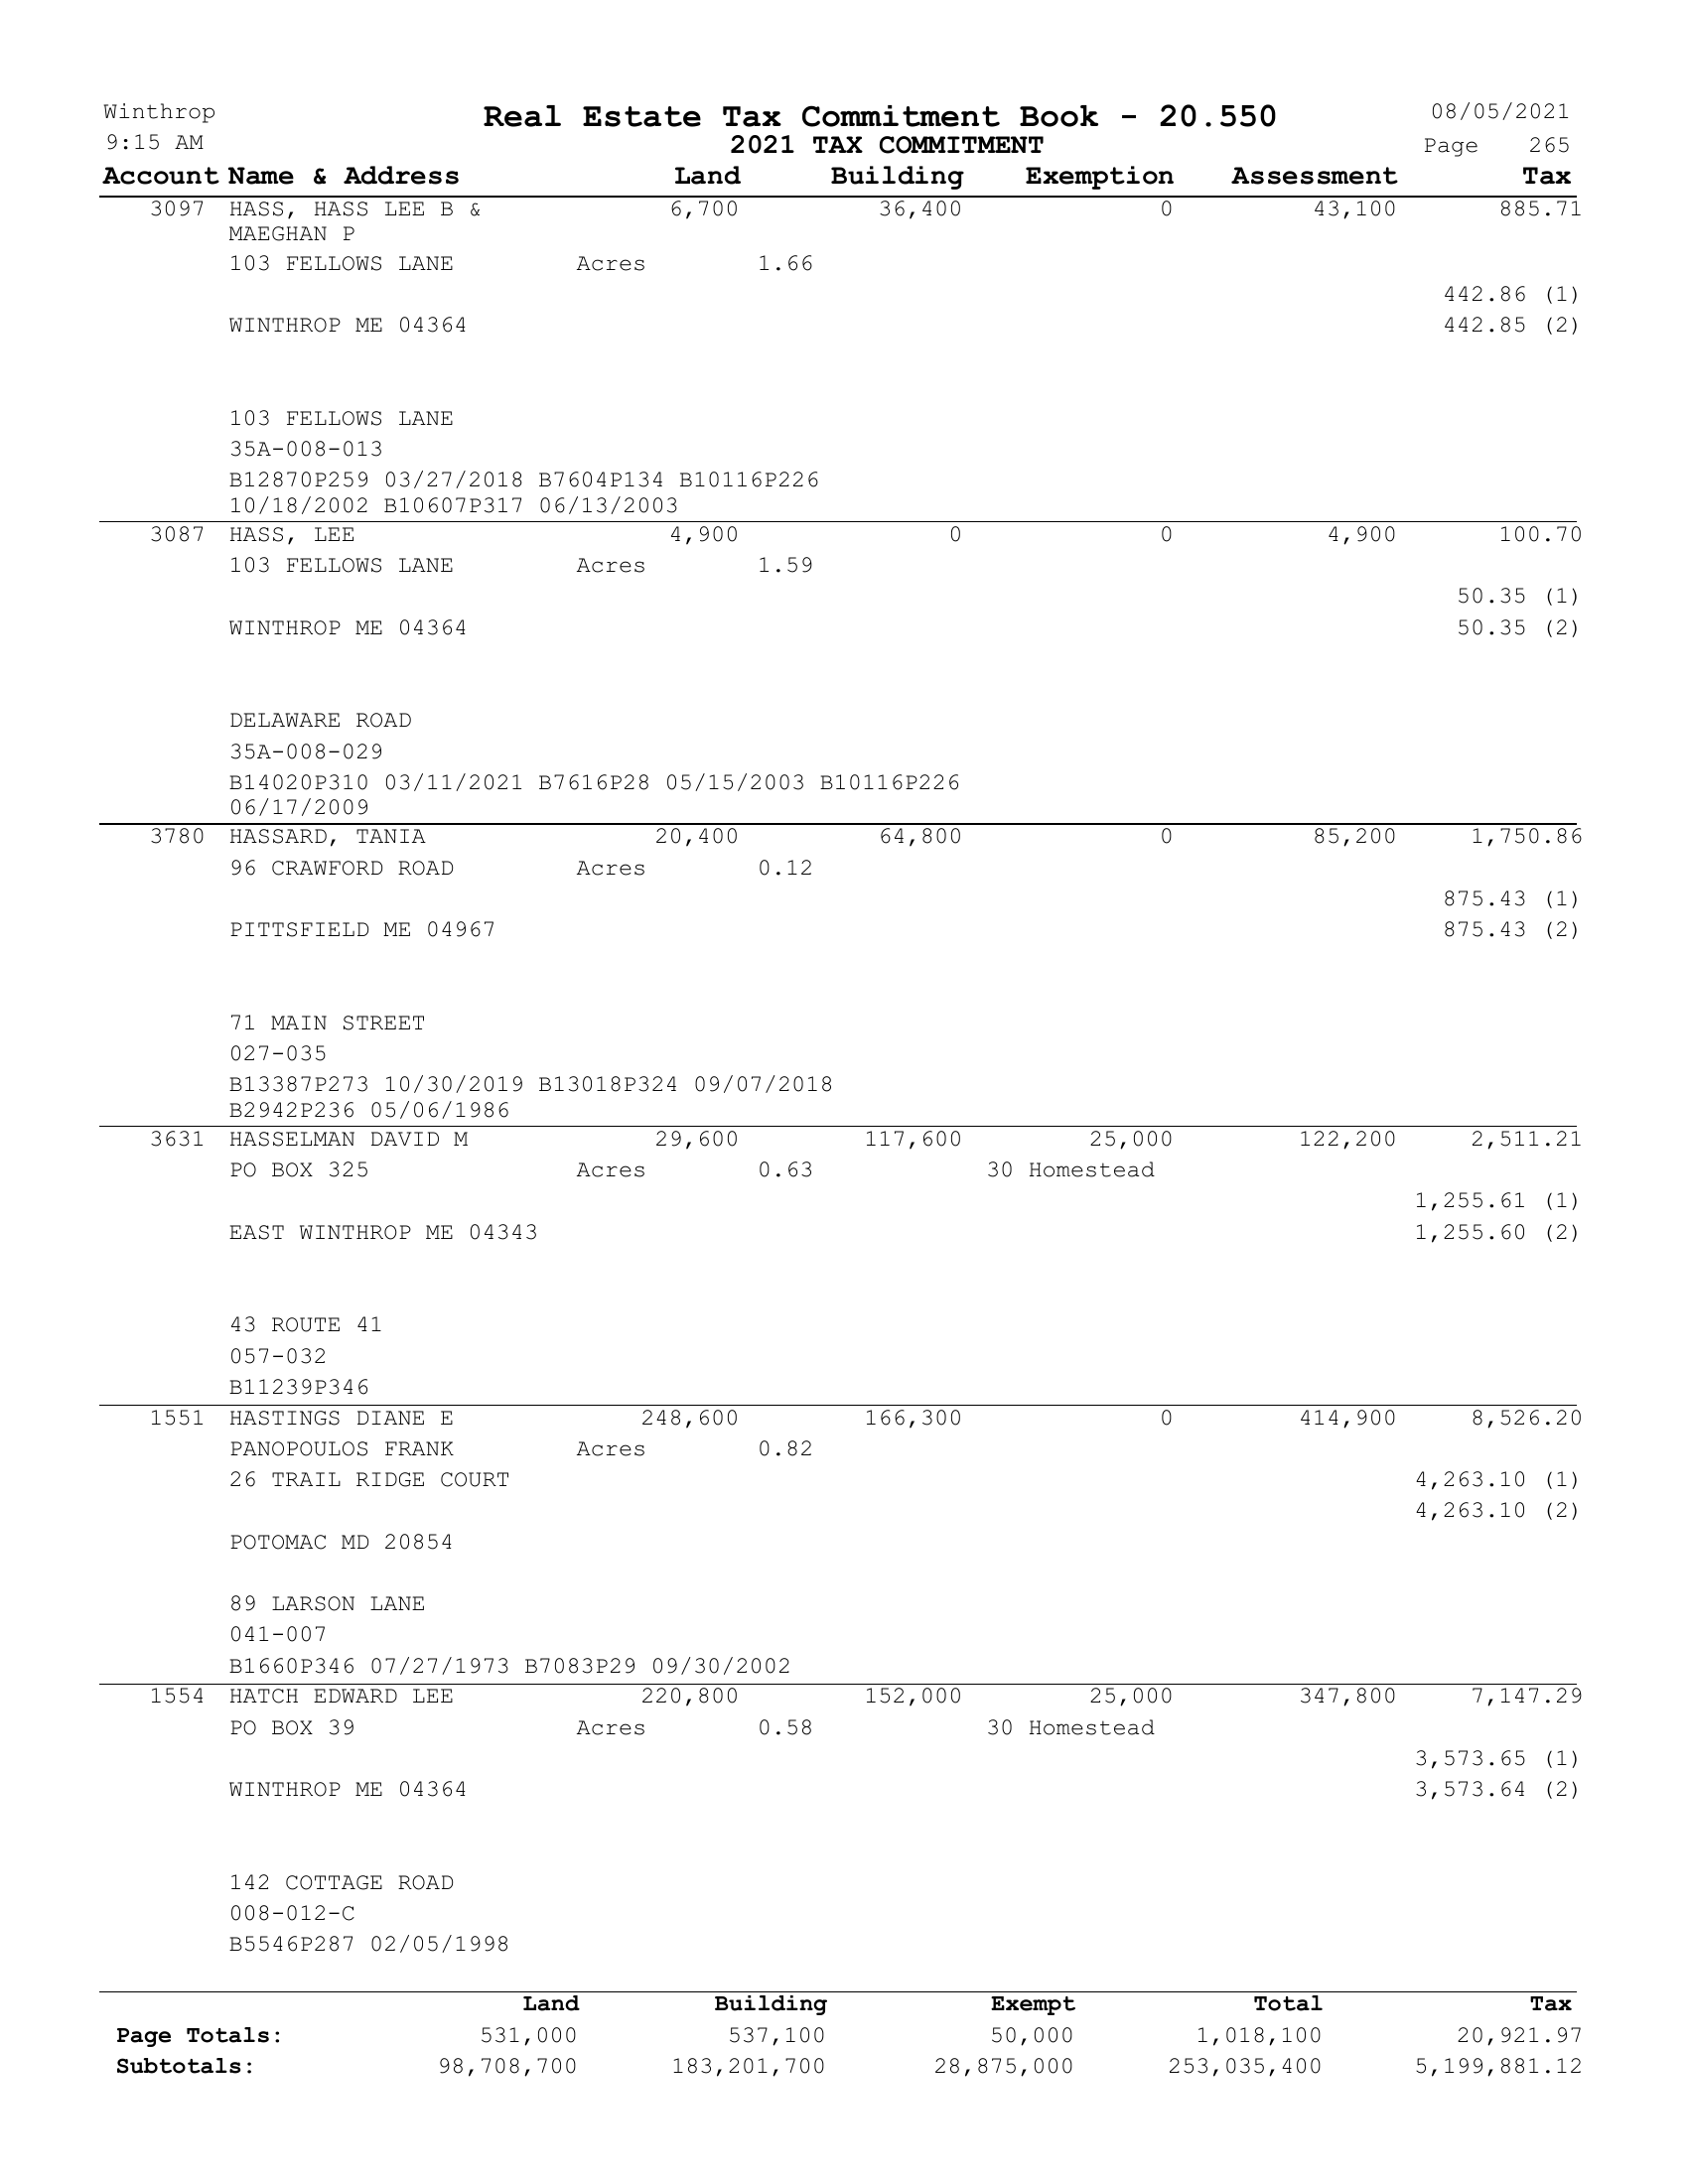 Winthrop Real Estate Tax Commitment Book - 20.550 08/05/2021
9:15 AM 2021 TAX COMMITMENT Page 265
Account Name & Address Land Building Exemption Assessment Tax
3097 HASS, HASS LEE B & 6,700 36,400 0 43,100 885.71
MAEGHAN P
103 FELLOWS LANE Acres 1.66
442.86 (1)
WINTHROP ME 04364 442.85 (2)
103 FELLOWS LANE
35A-008-013
B12870P259 03/27/2018 B7604P134 B10116P226
10/18/2002 B10607P317 06/13/2003
3087 HASS, LEE 4,900 0 0 4,900 100.70
103 FELLOWS LANE Acres 1.59
50.35 (1)
WINTHROP ME 04364 50.35 (2)
DELAWARE ROAD
35A-008-029
B14020P310 03/11/2021 B7616P28 05/15/2003 B10116P226
06/17/2009
3780 HASSARD, TANIA 20,400 64,800 0 85,200 1,750.86
96 CRAWFORD ROAD Acres 0.12
875.43 (1)
PITTSFIELD ME 04967 875.43 (2)
71 MAIN STREET
027-035
B13387P273 10/30/2019 B13018P324 09/07/2018
B2942P236 05/06/1986
3631 HASSELMAN DAVID M 29,600 117,600 25,000 122,200 2,511.21
PO BOX 325 Acres 0.63 30 Homestead
1,255.61 (1)
EAST WINTHROP ME 04343 1,255.60 (2)
43 ROUTE 41
057-032
B11239P346
1551 HASTINGS DIANE E 248,600 166,300 0 414,900 8,526.20
PANOPOULOS FRANK Acres 0.82
26 TRAIL RIDGE COURT 4,263.10 (1)
4,263.10 (2)
POTOMAC MD 20854
89 LARSON LANE
041-007
B1660P346 07/27/1973 B7083P29 09/30/2002
1554 HATCH EDWARD LEE 220,800 152,000 25,000 347,800 7,147.29
PO BOX 39 Acres 0.58 30 Homestead
3,573.65 (1)
WINTHROP ME 04364 3,573.64 (2)
142 COTTAGE ROAD
008-012-C
B5546P287 02/05/1998
Land Building Exempt Total Tax
Page Totals: 531,000 537,100 50,000 1,018,100 20,921.97
Subtotals: 98,708,700 183,201,700 28,875,000 253,035,400 5,199,881.12